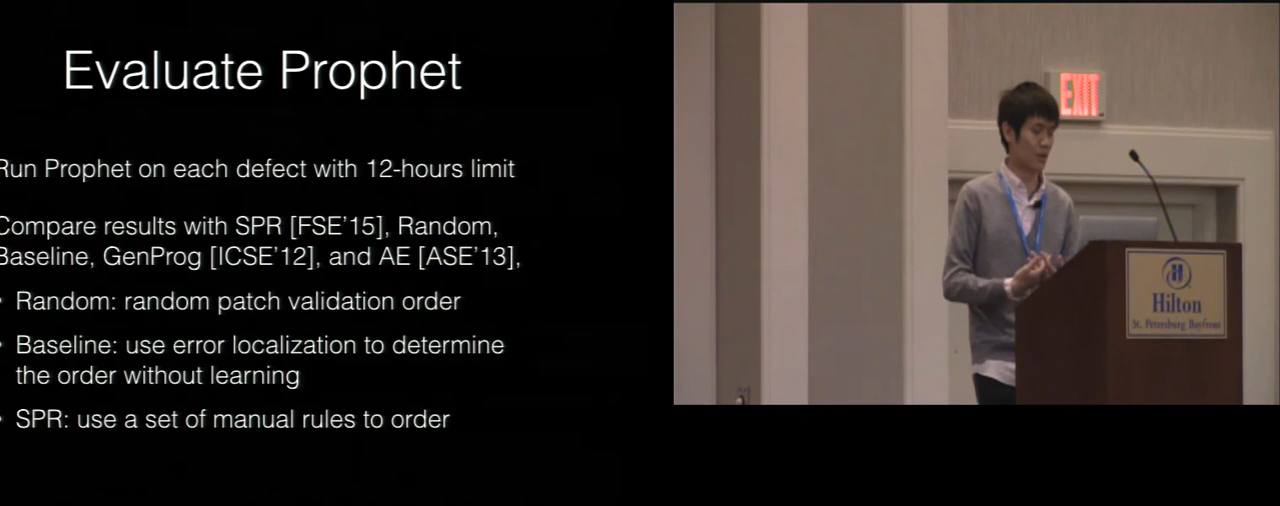 Evaluate Prophet
Run Prophet on each defect with 12-hours limit
Compare results with SPR [FSE'15], Random,
Baseline, GenProg [ICSE'12], and AE [ASE'13],
• Random: random patch validation order
• Baseline: use error localization to determine
the order without learning
• SPR: use a set of manual rules to order
EXIT
Hilton
St. Petersburg Bayfront